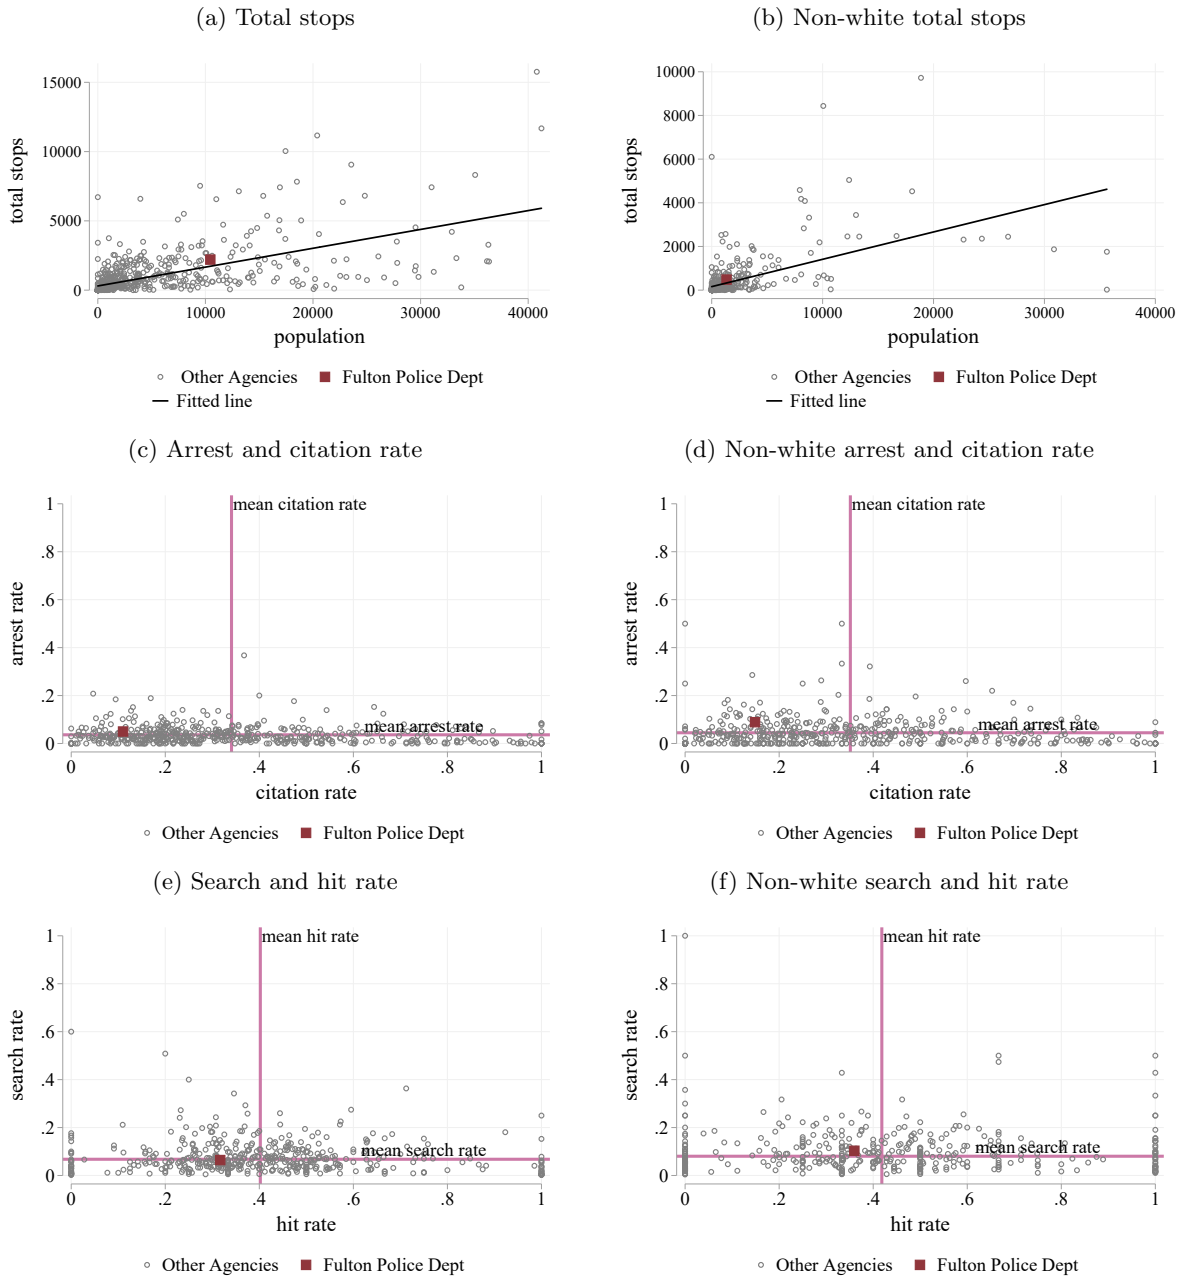 (a) Total stops
(b) Non-white total stops
total stops
15000
10000
5000
0
0 10000 20000 30000 40000
population
Other Agencies Fulton Police Dept
Fitted line
total stops
10000
8000
6000
4000
2000
0
0 10000 20000 30000 40000
population
Other Agencies Fulton Police Dept
Fitted line
(c) Arrest and citation rate
(d) Non-white arrest and citation rate
arrest rate
1
.8
.6
.4
.2
0
mean citation rate
mean arrest rate
0 .2 .4 .6 .8 1
citation rate
Other Agencies Fulton Police Dept
arrest rate
1
.8
.6
.4
.2
0
mean citation rate
mean arrest rate
0 .2 .4 .6 .8 1
citation rate
Other Agencies Fulton Police Dept
(e) Search and hit rate
(f) Non-white search and hit rate
search rate
1
.8
.6
.4
.2
0
mean hit rate
mean search rate
0 .2 .4 .6 .8 1
hit rate
Other Agencies Fulton Police Dept
search rate
1
.8
.6
.4
.2
0
mean hit rate
mean search rate
0 .2 .4 .6 .8 1
hit rate
Other Agencies Fulton Police Dept